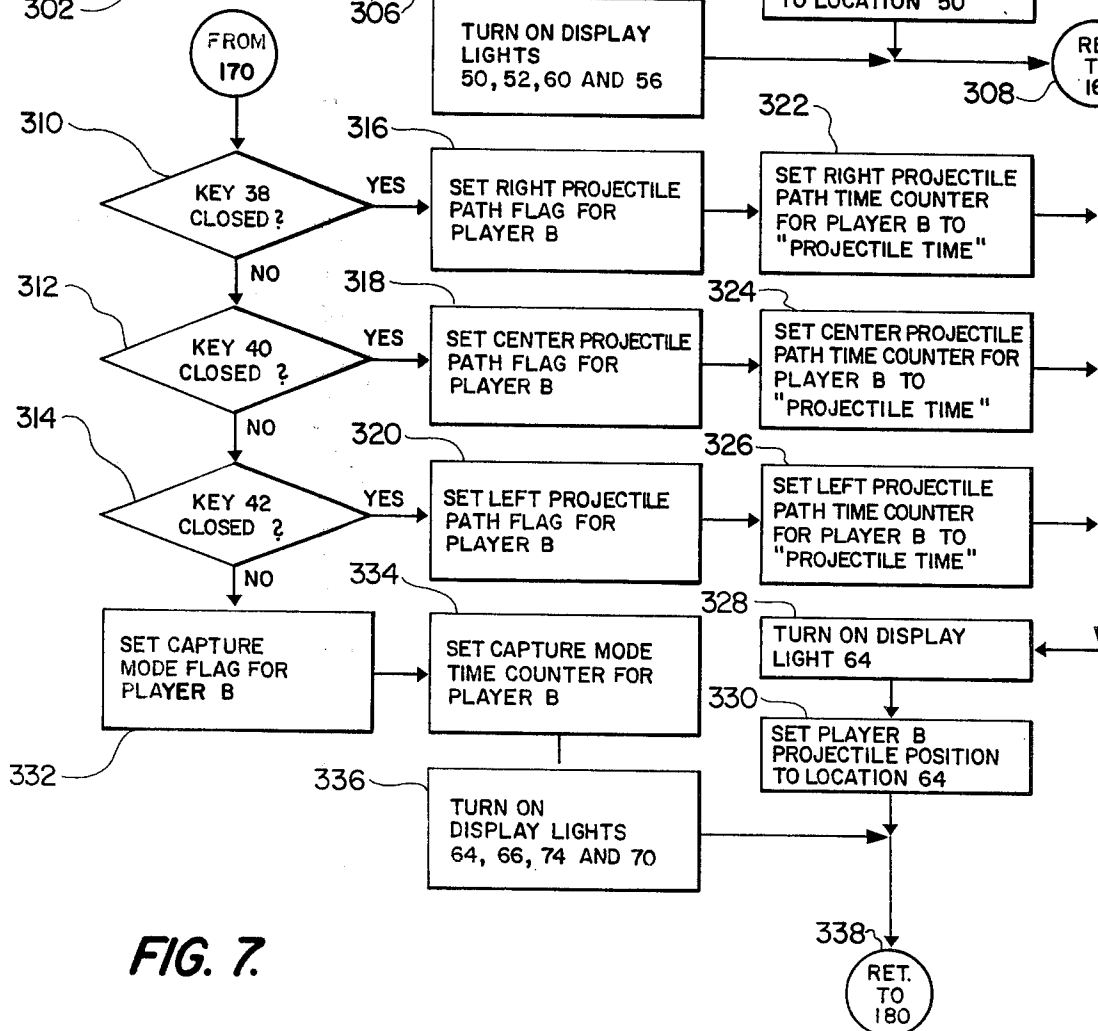 302
306
TO LOCATION 50
FROM
170
TURN ON DISPLAY
LIGHTS
50, 52, 60 AND 56
308
310
KEY 38
CLOSED?
YES
NO
316
SET RIGHT PROJECTILE
PATH FLAG FOR
PLAYER B
322
SET RIGHT PROJECTILE
PATH TIME COUNTER
FOR PLAYER B TO
"PROJECTILE TIME"
312
KEY 40
CLOSED ?
YES
NO
318
SET CENTER PROJECTILE
PATH FLAG FOR
PLAYER B
324
SET CENTER PROJECTILE
PATH TIME COUNTER FOR
PLAYER B TO
"PROJECTILE TIME"
314
KEY 42
CLOSED ?
YES
NO
320
SET LEFT PROJECTILE
PATH FLAG FOR
PLAYER B
326
SET LEFT PROJECTILE
PATH TIME COUNTER
FOR PLAYER B TO
"PROJECTILE TIME"
SET CAPTURE
MODE FLAG FOR
PLAYER B
332
334
SET CAPTURE MODE
TIME COUNTER FOR
PLAYER B
328
TURN ON DISPLAY
LIGHT 64
330
SET PLAYER B
PROJECTILE POSITION
TO LOCATION 64
336
TURN ON
DISPLAY LIGHTS
64, 66, 74 AND 70
338
RET.
TO
180
FIG. 7.